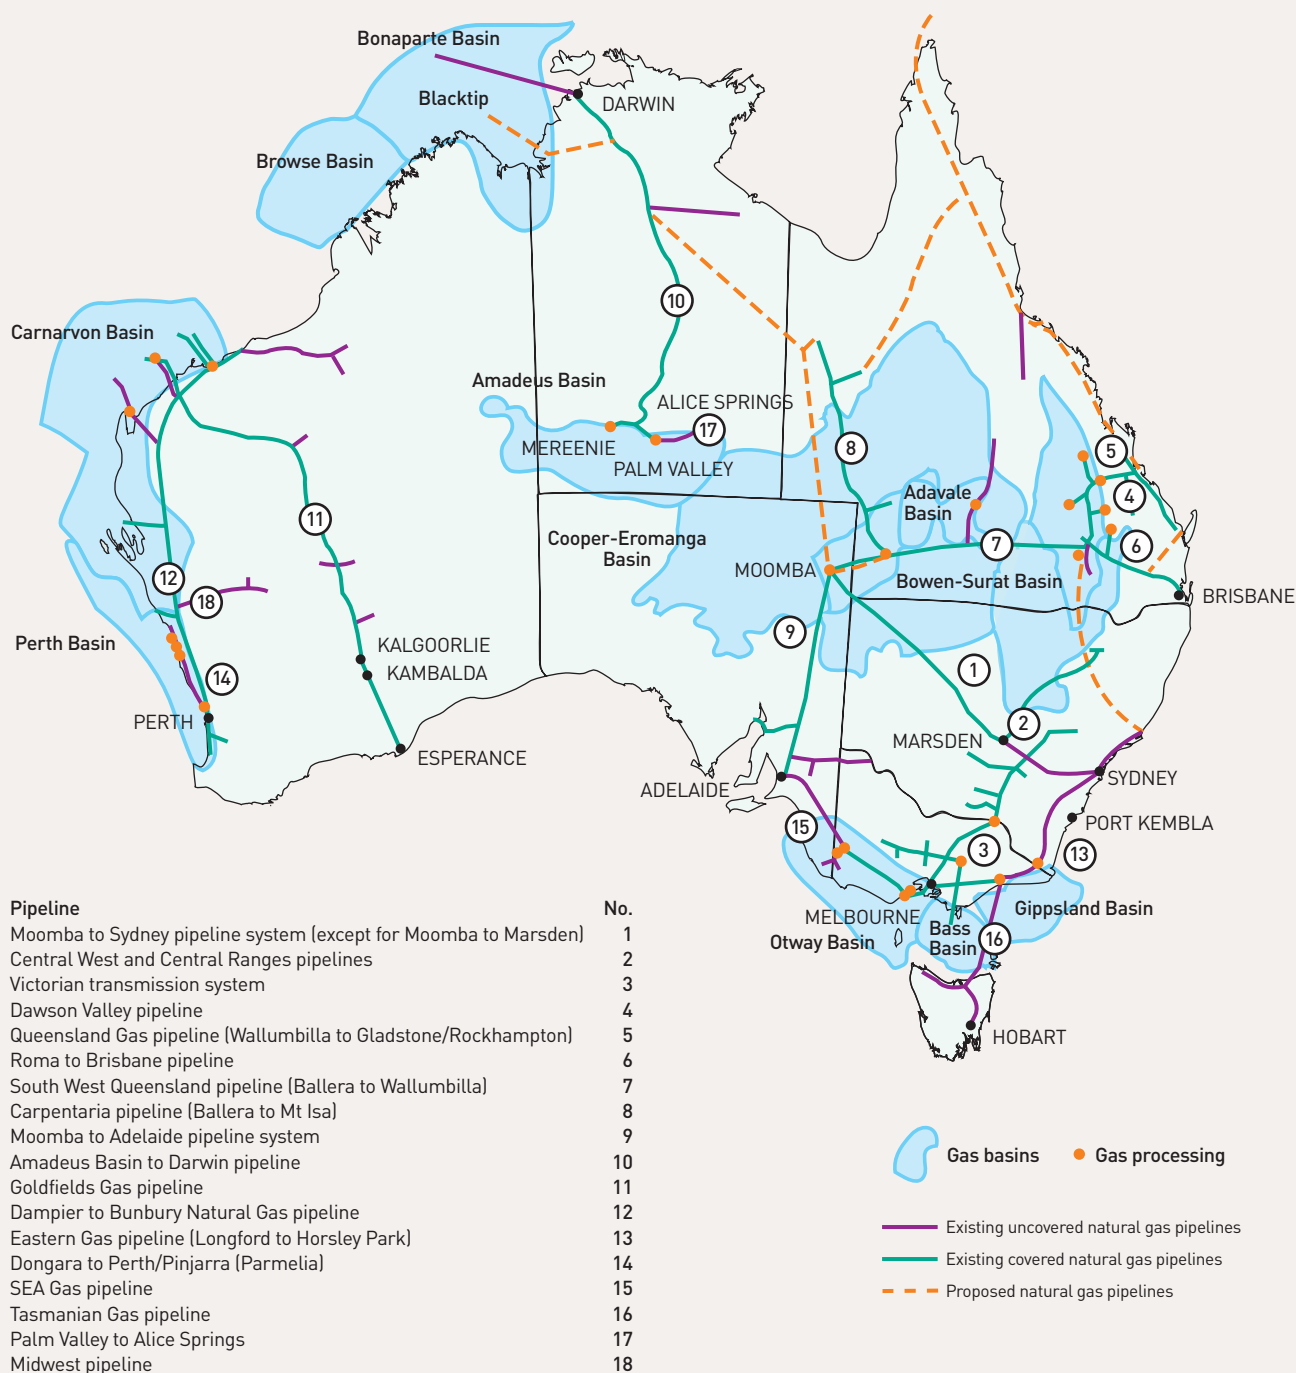 Bonaparte Basin
Blacktip
DARWIN
Browse Basin
10
Carnarvon Basin
Amadeus Basin
ALICE SPRINGS
17
MEREENIE
PALM VALLEY
8
5
4
Adavale
Basin
11
Cooper-Eromanga
Basin
7
6
MOOMBA
Bowen-Surat Basin
12
18
BRISBANE
9
Perth Basin
KALGOORLIE
KAMBALDA
14
1
PERTH
2
MARSDEN
ESPERANCE
SYDNEY
ADELAIDE
PORT KEMBLA
15
3
13
MELBOURNE
Gippsland Basin
Otway Basin
Bass
Basin
16
HOBART
Pipeline No.
Moomba to Sydney pipeline system (except for Moomba to Marsden) 1
Central West and Central Ranges pipelines 2
Victorian transmission system 3
Dawson Valley pipeline 4
Queensland Gas pipeline (Wallumbilla to Gladstone/Rockhampton) 5
Roma to Brisbane pipeline 6
South West Queensland pipeline (Ballera to Wallumbilla) 7
Carpentaria pipeline (Ballera to Mt Isa) 8
Moomba to Adelaide pipeline system 9
Amadeus Basin to Darwin pipeline 10
Goldfields Gas pipeline 11
Dampier to Bunbury Natural Gas pipeline 12
Eastern Gas pipeline (Longford to Horsley Park) 13
Dongara to Perth/Pinjarra (Parmelia) 14
SEA Gas pipeline 15
Tasmanian Gas pipeline 16
Palm Valley to Alice Springs 17
Midwest pipeline 18
Gas basins
Gas processing
Existing uncovered natural gas pipelines
Existing covered natural gas pipelines
Proposed natural gas pipelines